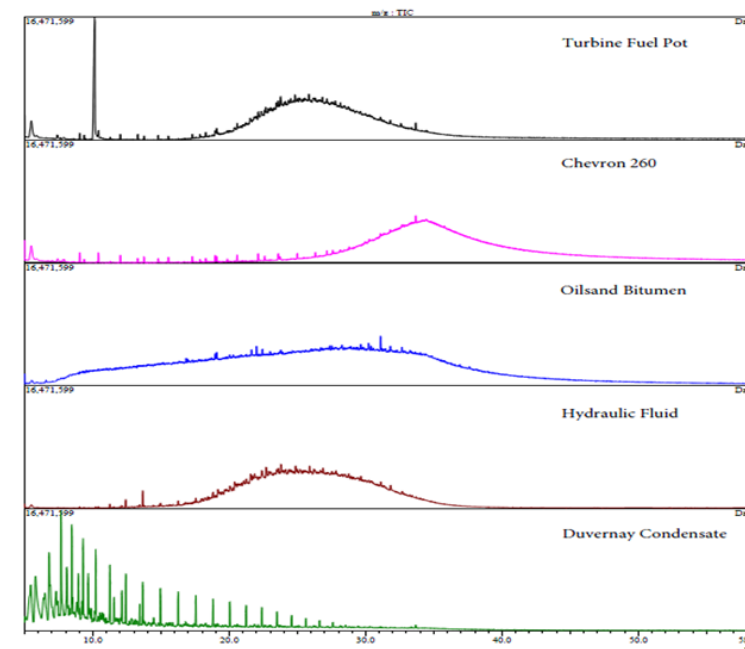 m/z : TIC
16,471,599
Turbine Fuel Pot
16,471,599
Chevron 260
16,471,599
Oilsand Bitumen
16,471,599
Hydraulic Fluid
16,471,599
Duvernay Condensate
10.0 20.0 30.0 40.0 50.0